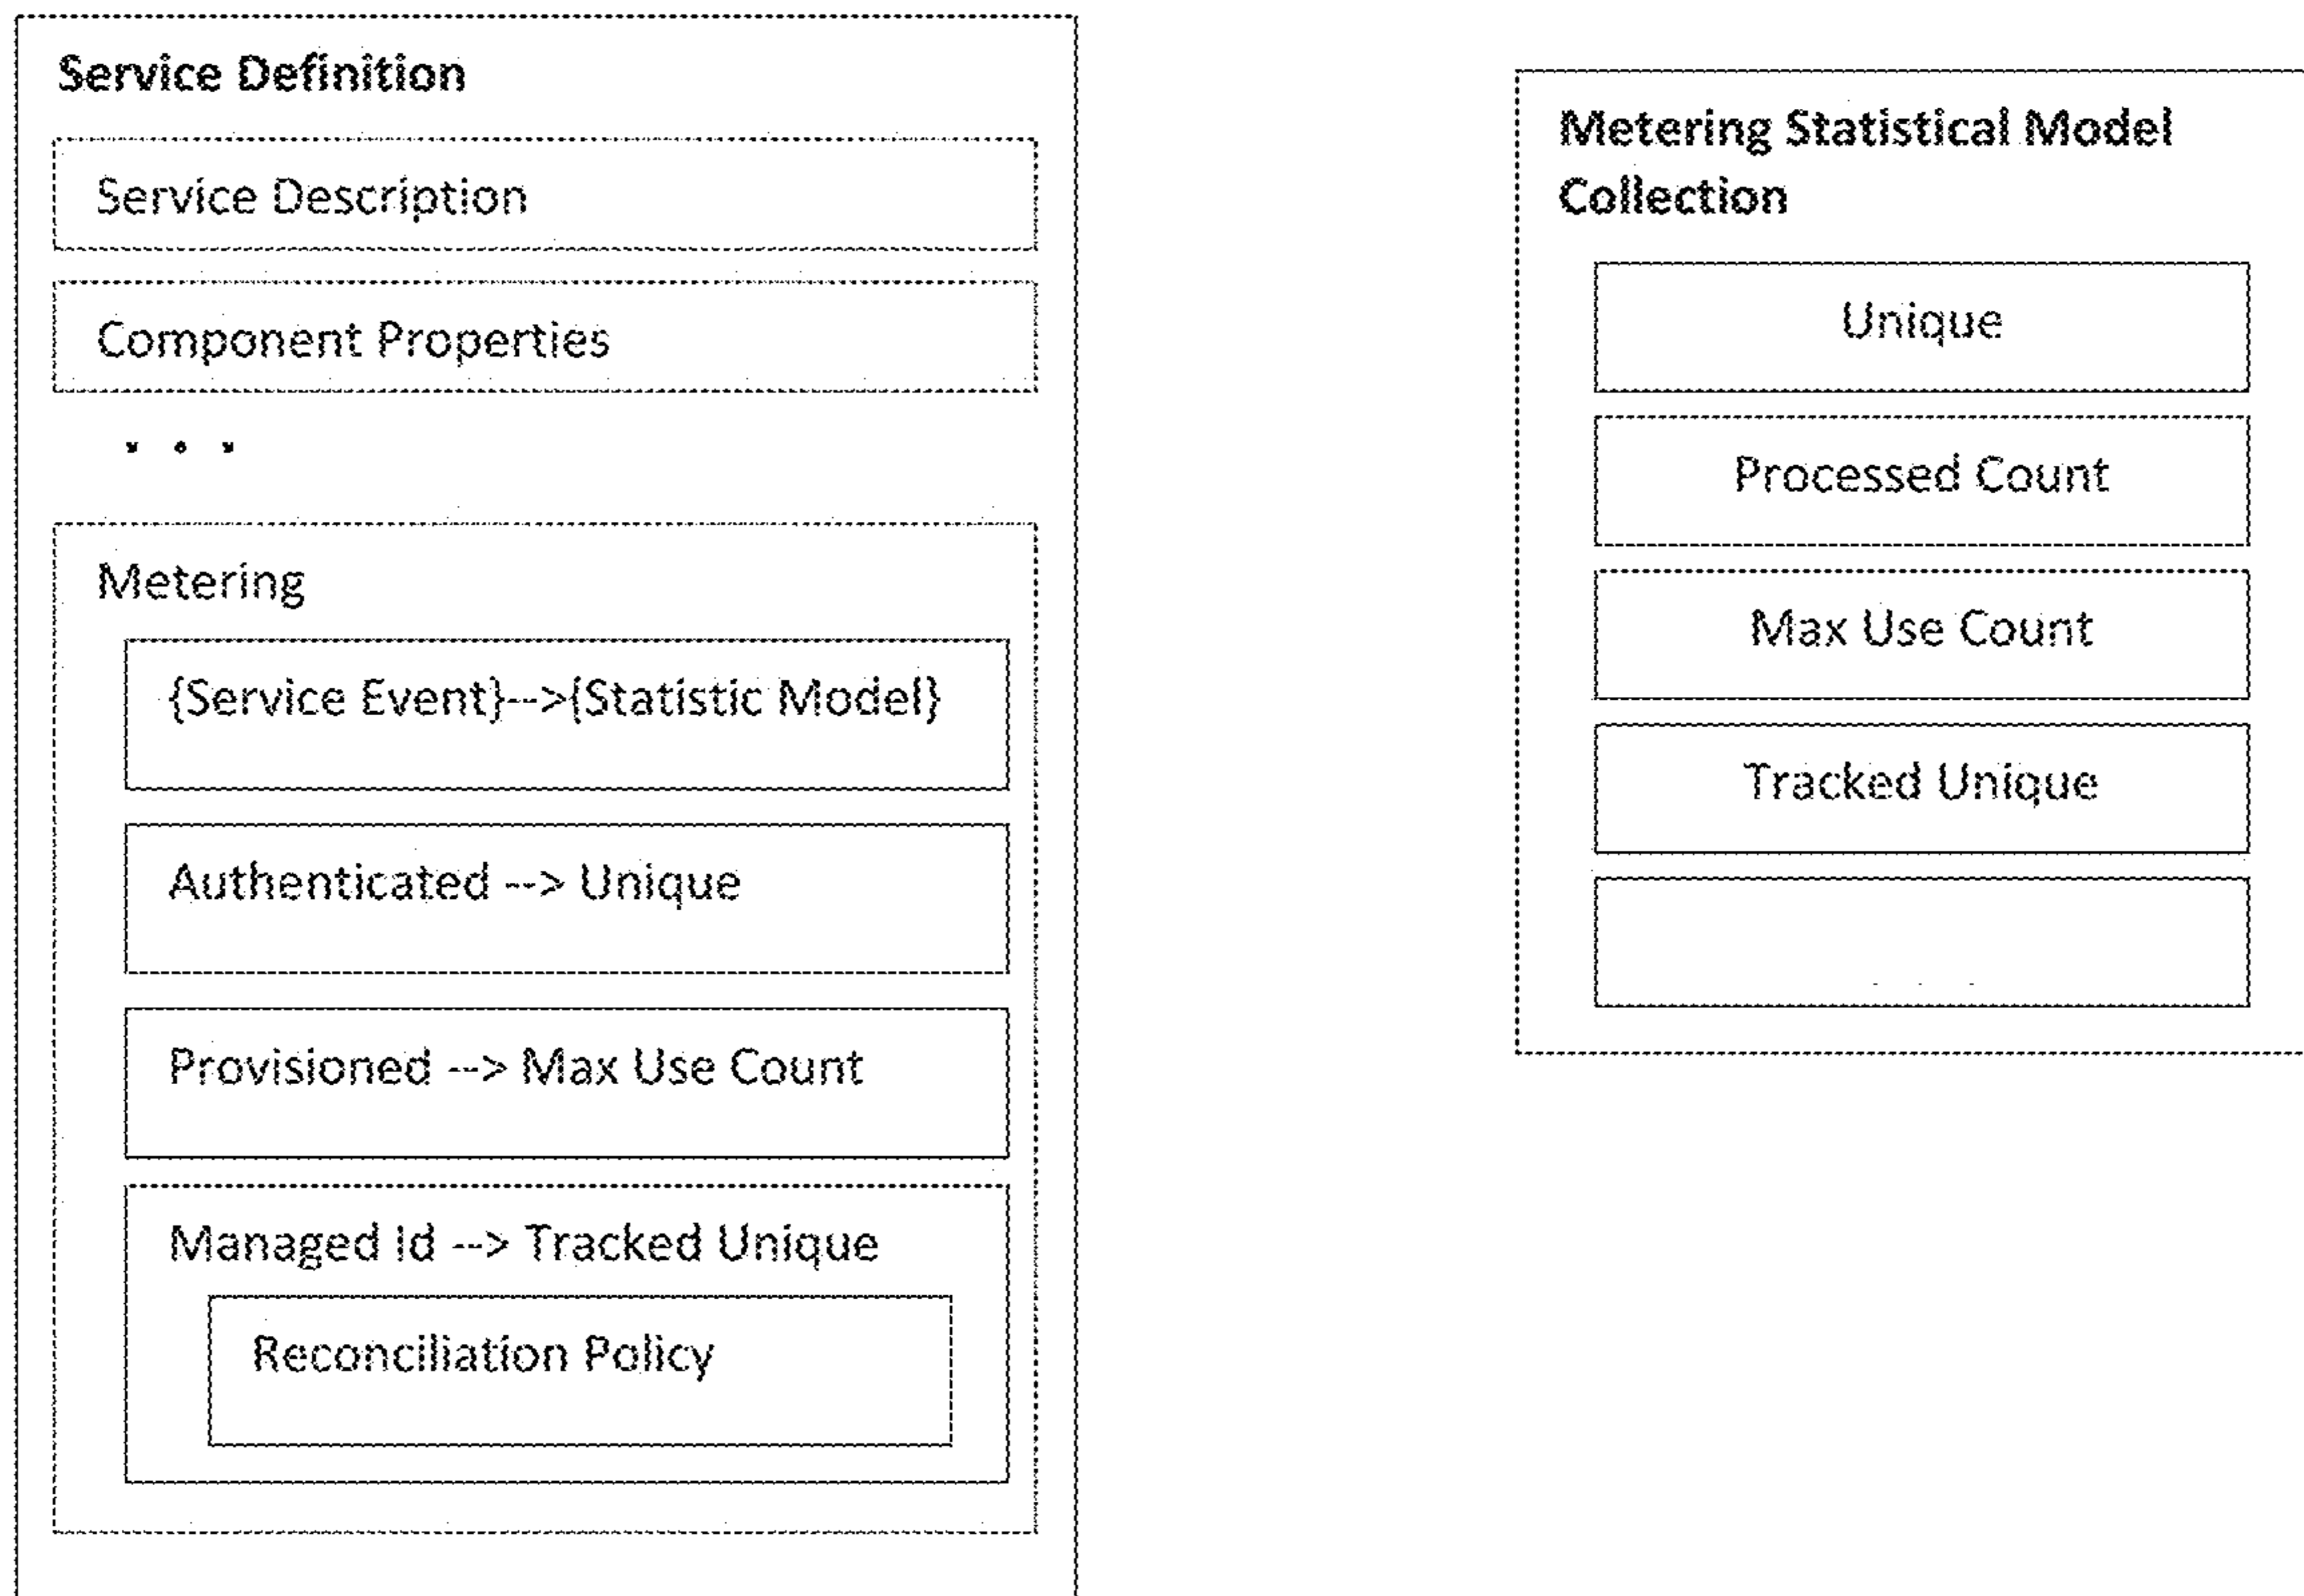 Service Definition
Service Description
Component Properties
. . .
Metering
{Service Event}-->{Statistic Model}
Authenticated --> Unique
Provisioned --> Max Use Count
Managed Id --> Tracked Unique
Reconciliation Policy
Metering Statistical Model
Collection
Unique
Processed Count
Max Use Count
Tracked Unique
. . .